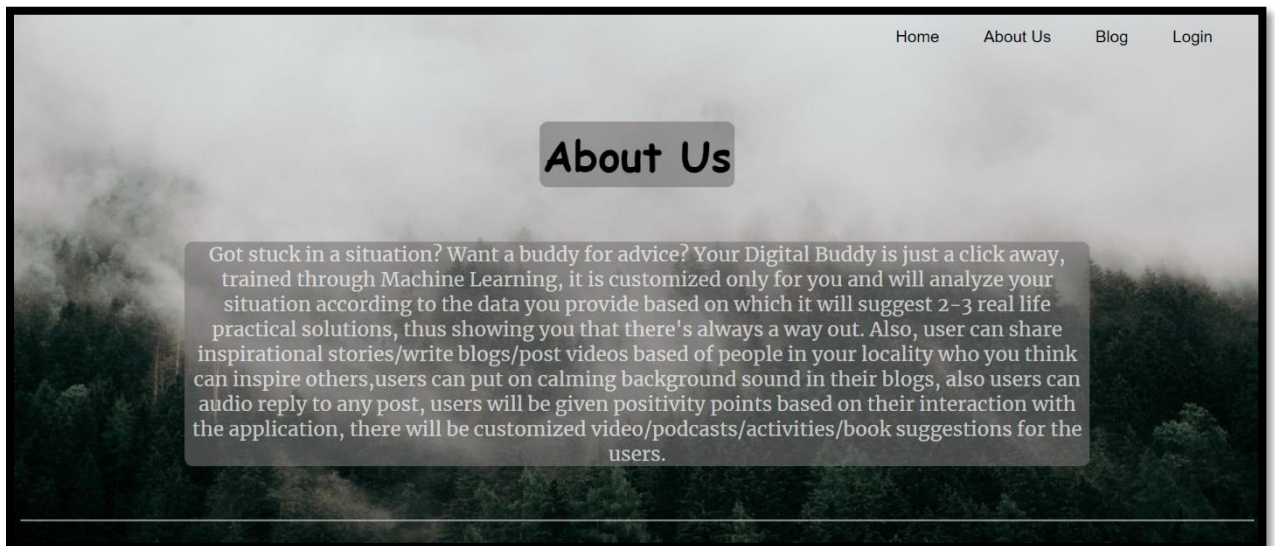 Home About Us Blog Login
About Us
Got stuck in a situation? Want a buddy for advice? Your Digital Buddy is just a click away,
trained through Machine Learning, it is customized only for you and will analyze your
situation according to the data you provide based on which it will suggest 2-3 real life
practical solutions, thus showing you that there's always a way out. Also, user can share
inspirational stories/write blogs/post videos based of people in your locality who you think
can inspire others,users can put on calming background sound in their blogs, also users can
audio reply to any post, users will be given positivity points based on their interaction with
the application, there will be customized video/podcasts/activities/book suggestions for the
users.